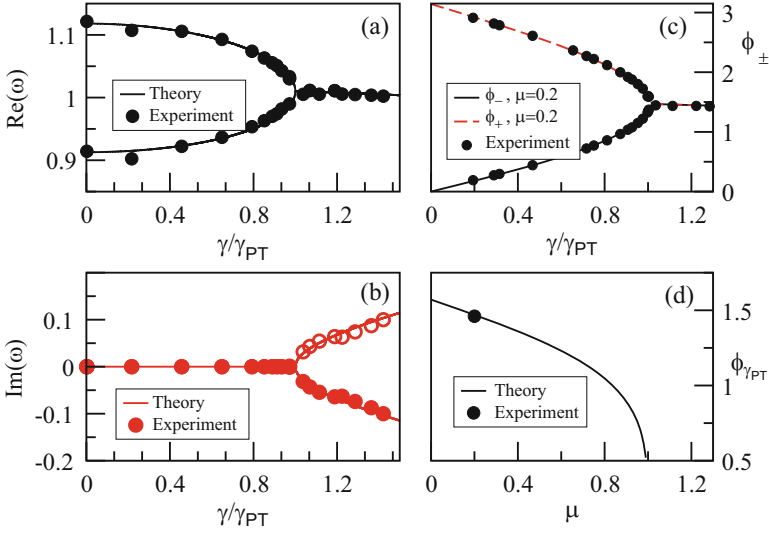 (a)
Re(ω)
1.1
1
0.9
Theory
Experiment
0 0.4 0.8 1.2
γ/γPT
(c)
ϕ±
3
2
1
0
ϕ−, μ=0.2
ϕ+, μ=0.2
Experiment
0 0.4 0.8 1.2
γ/γPT
(b)
Im(ω)
0.1
0
-0.1
-0.2
Theory
Experiment
0 0.4 0.8 1.2
γ/γPT
(d)
ϕγPT
1.5
1
0.5
Theory
Experiment
0 0.4 0.8 1.2
μ